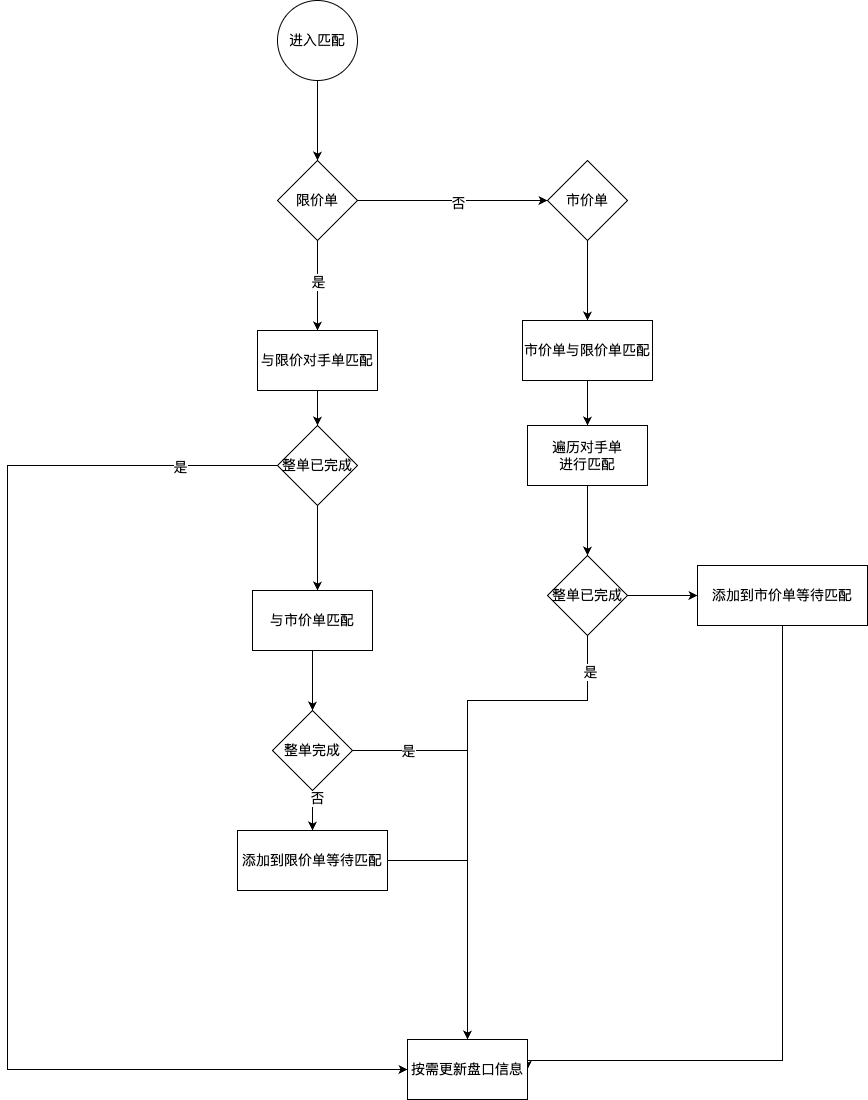 进入匹配
限价单
否
市价单
是
与限价对手单匹配
市价单与限价单匹配
整单已完成
是
遍历对手单
进行匹配
与市价单匹配
整单已完成
添加到市价单等待匹配
是
整单完成
是
否
添加到限价单等待匹配
按需更新盘口信息